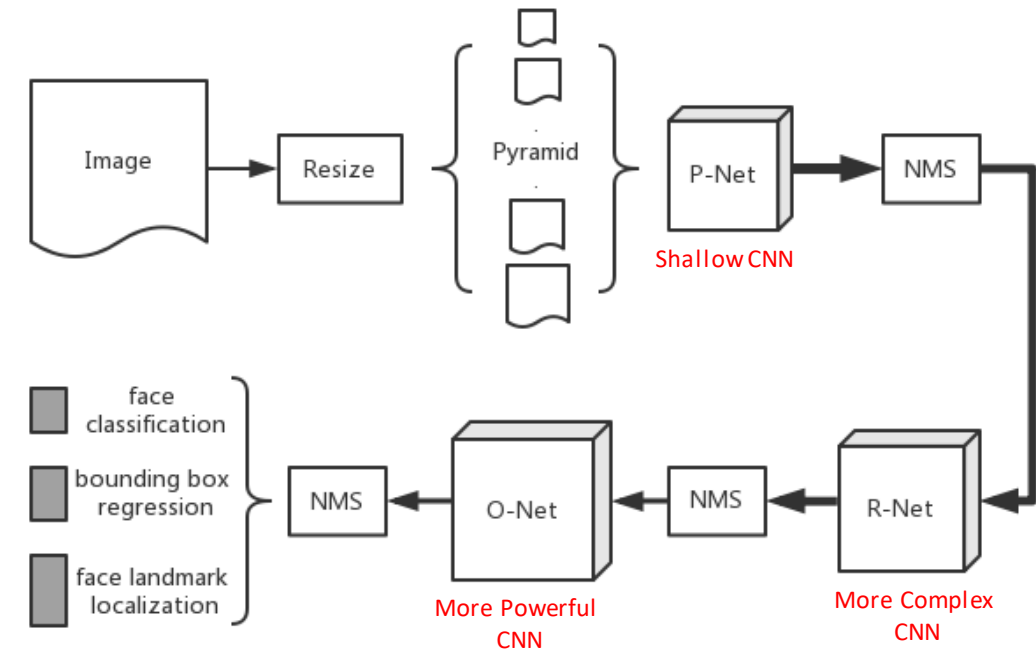 Image
Resize
.
Pyramid
.
P-Net
NMS
Shallow CNN
face
classification
bounding box
regression
face landmark
localization
NMS
O-Net
NMS
R-Net
More Powerful
CNN
More Complex
CNN